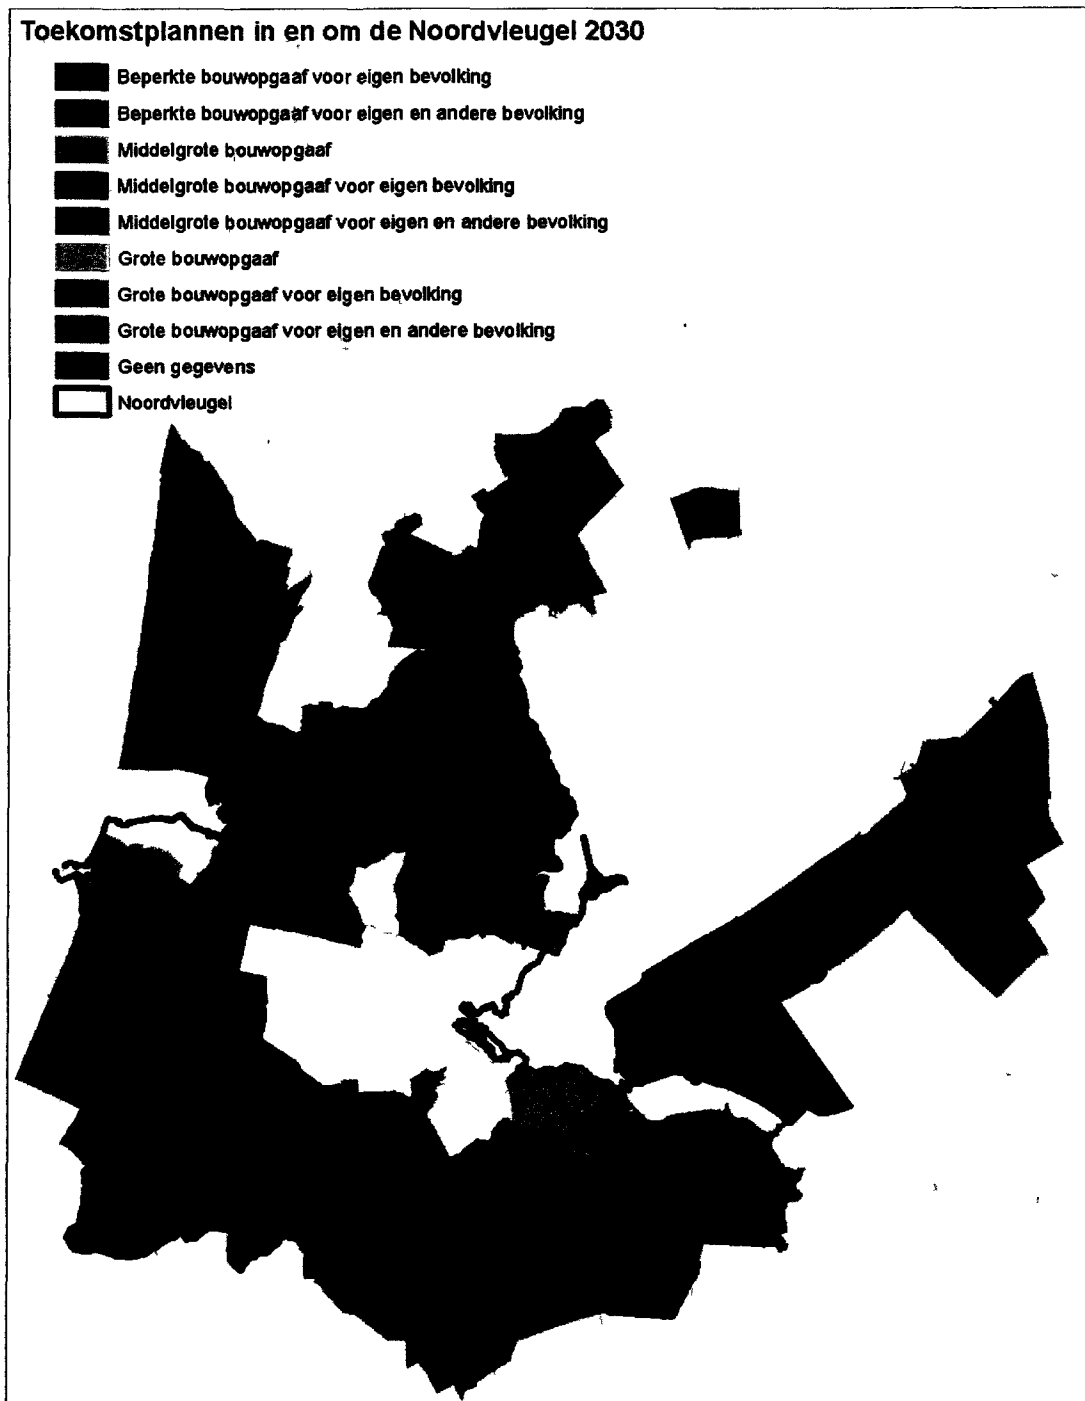 Toekomstplannen in en om de Noordvleugel 2030
Beperkte bouwopgaaf voor eigen bevolking
Beperkte bouwopgaaf voor eigen en andere bevolking
Middelgrote bouwopgaaf
Middelgrote bouwopgaaf voor eigen bevolking
Middelgrote bouwopgaaf voor eigen en andere bevolking
Grote bouwopgaaf
Grote bouwopgaaf voor eigen bevolking
Grote bouwopgaaf voor eigen en andere bevolking
Geen gegevens
Noordvleugel